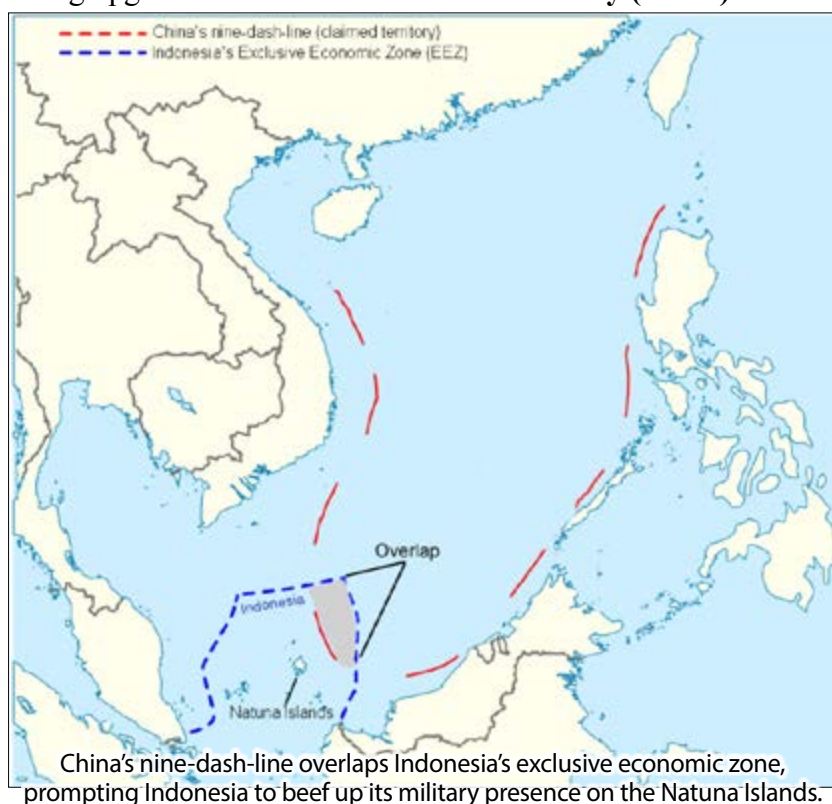 China's nine-dash-line (claimed territory)
Indonesia's Exclusive Economic Zone (EEZ)
Overlap
Indonesia
Natuna Islands
China's nine-dash-line overlaps Indonesia's exclusive economic zone,
prompting Indonesia to beef up its military presence on the Natuna Islands.